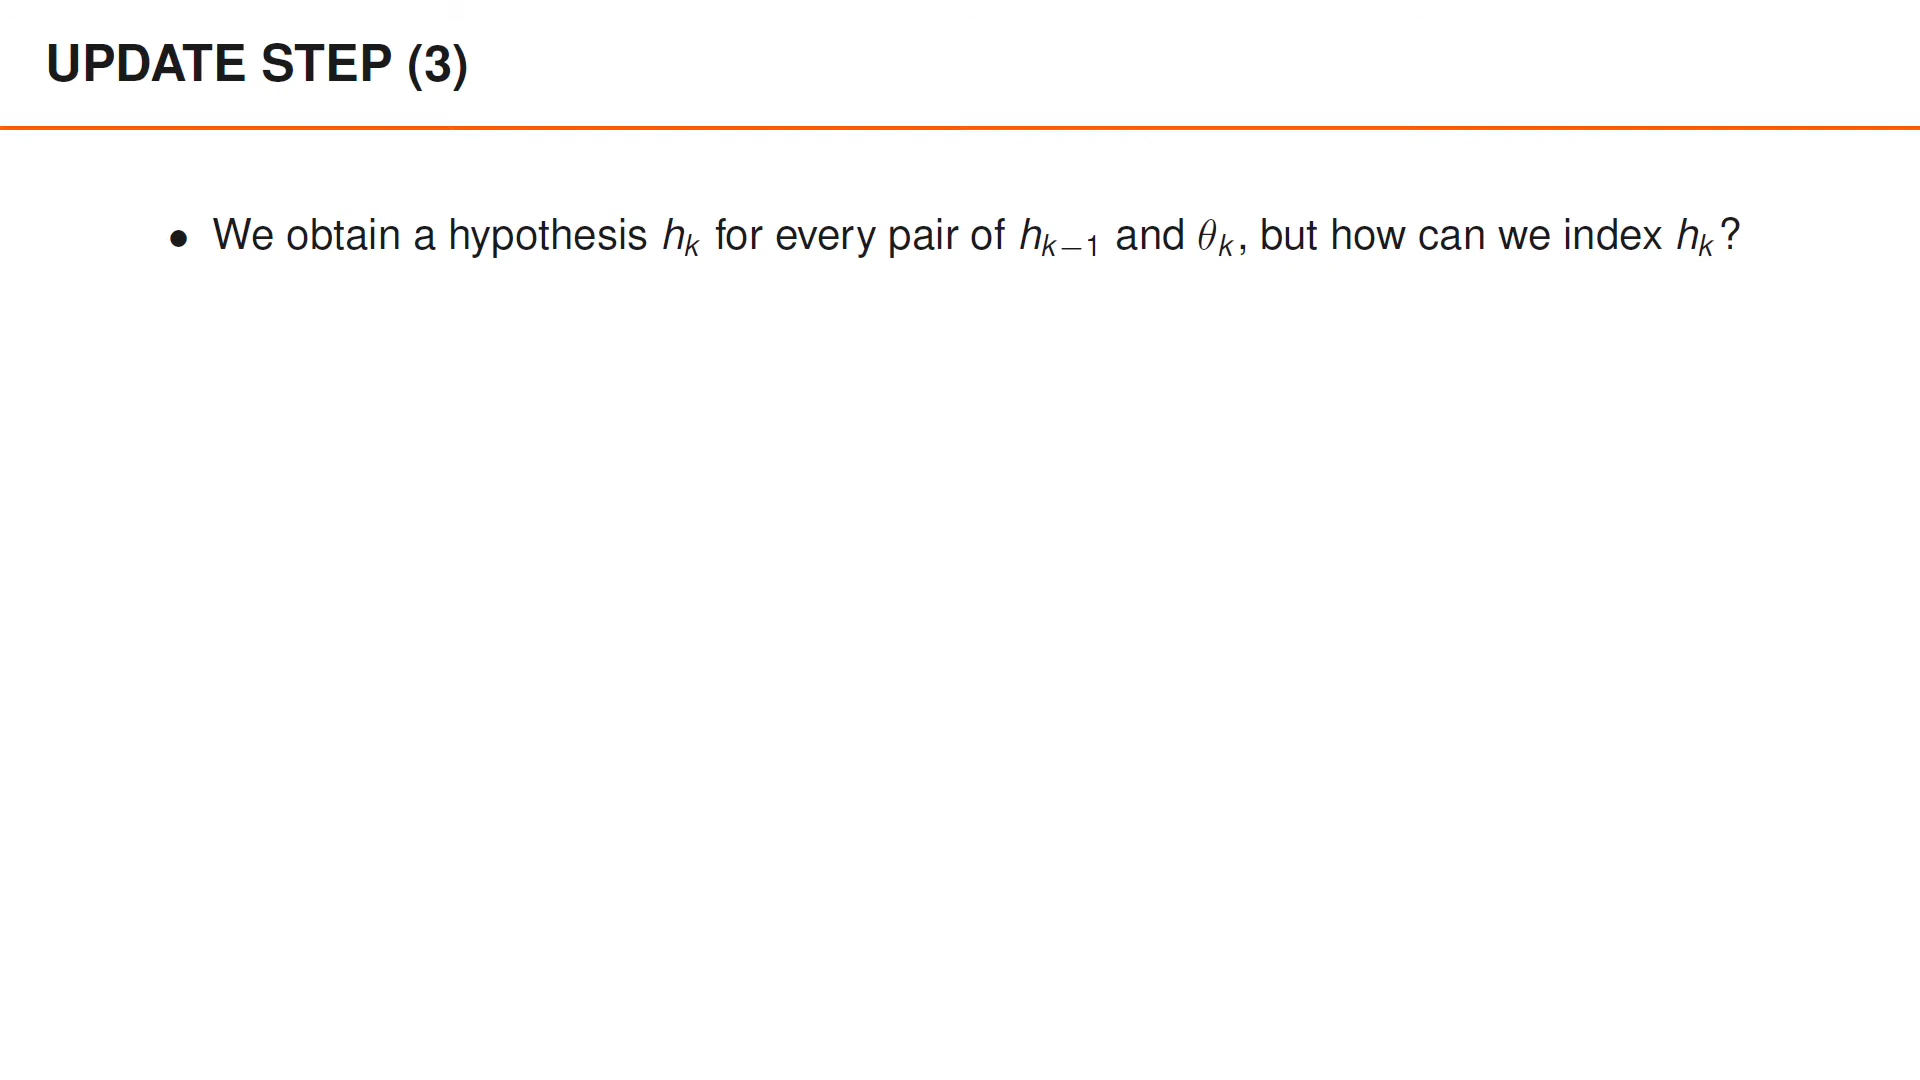 UPDATE STEP (3)
• We obtain a hypothesis hₖ for every pair of hₖ₋₁ and θₖ, but how can we index hₖ?